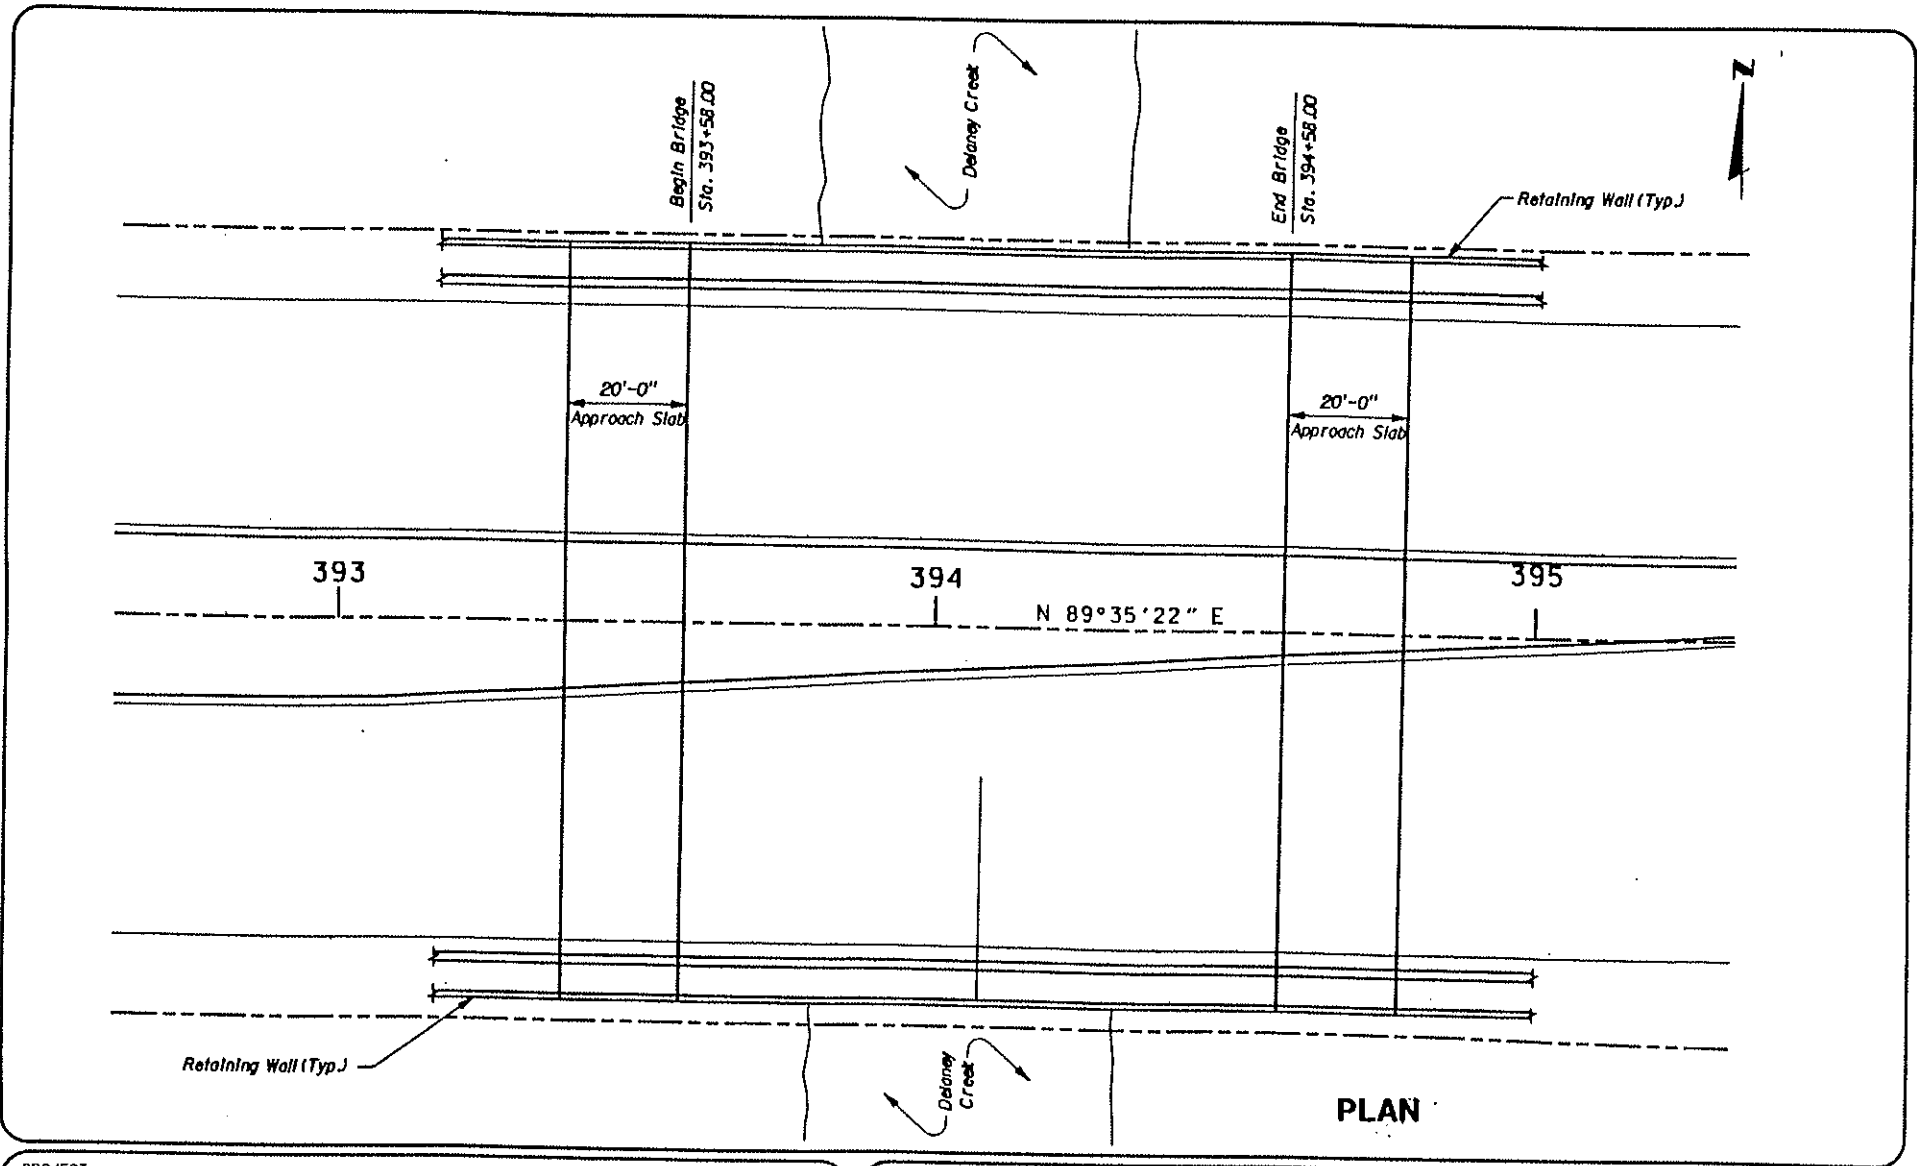 Delaney Creek
Begin Bridge
Sta. 393+58.00
End Bridge
Sta. 394+58.00
N
Retaining Wall (Typ.)
20'-0"
Approach Slab
20'-0"
Approach Slab
393
394
395
N 89°35'22" E
Retaining Wall (Typ.)
Delaney
Creek
PLAN